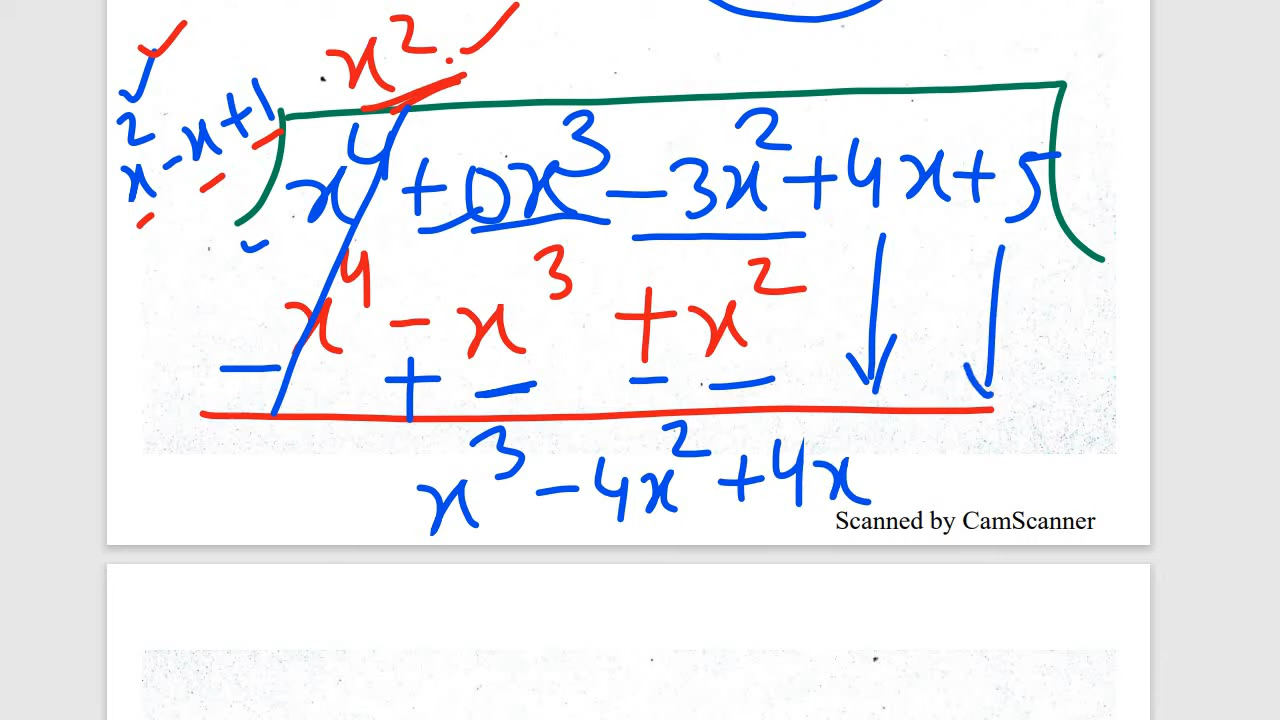 x².
x²-x+1) x⁴+0x³-3x²+4x+5
x⁴-x³+x²
- + -
x³-4x²+4x
Scanned by CamScanner